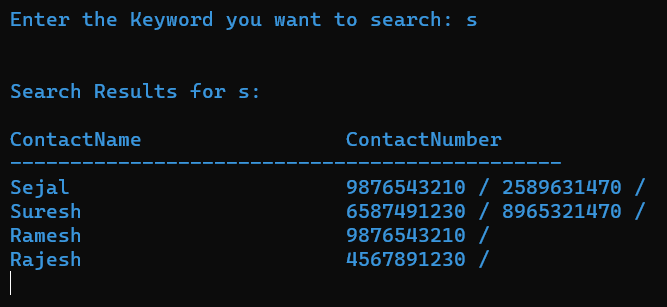 Enter the Keyword you want to search: s
Search Results for s:
ContactName ContactNumber
----------------------------------------------
Sejal 9876543210 / 2589631470 /
Suresh 6587491230 / 8965321470 /
Ramesh 9876543210 /
Rajesh 4567891230 /